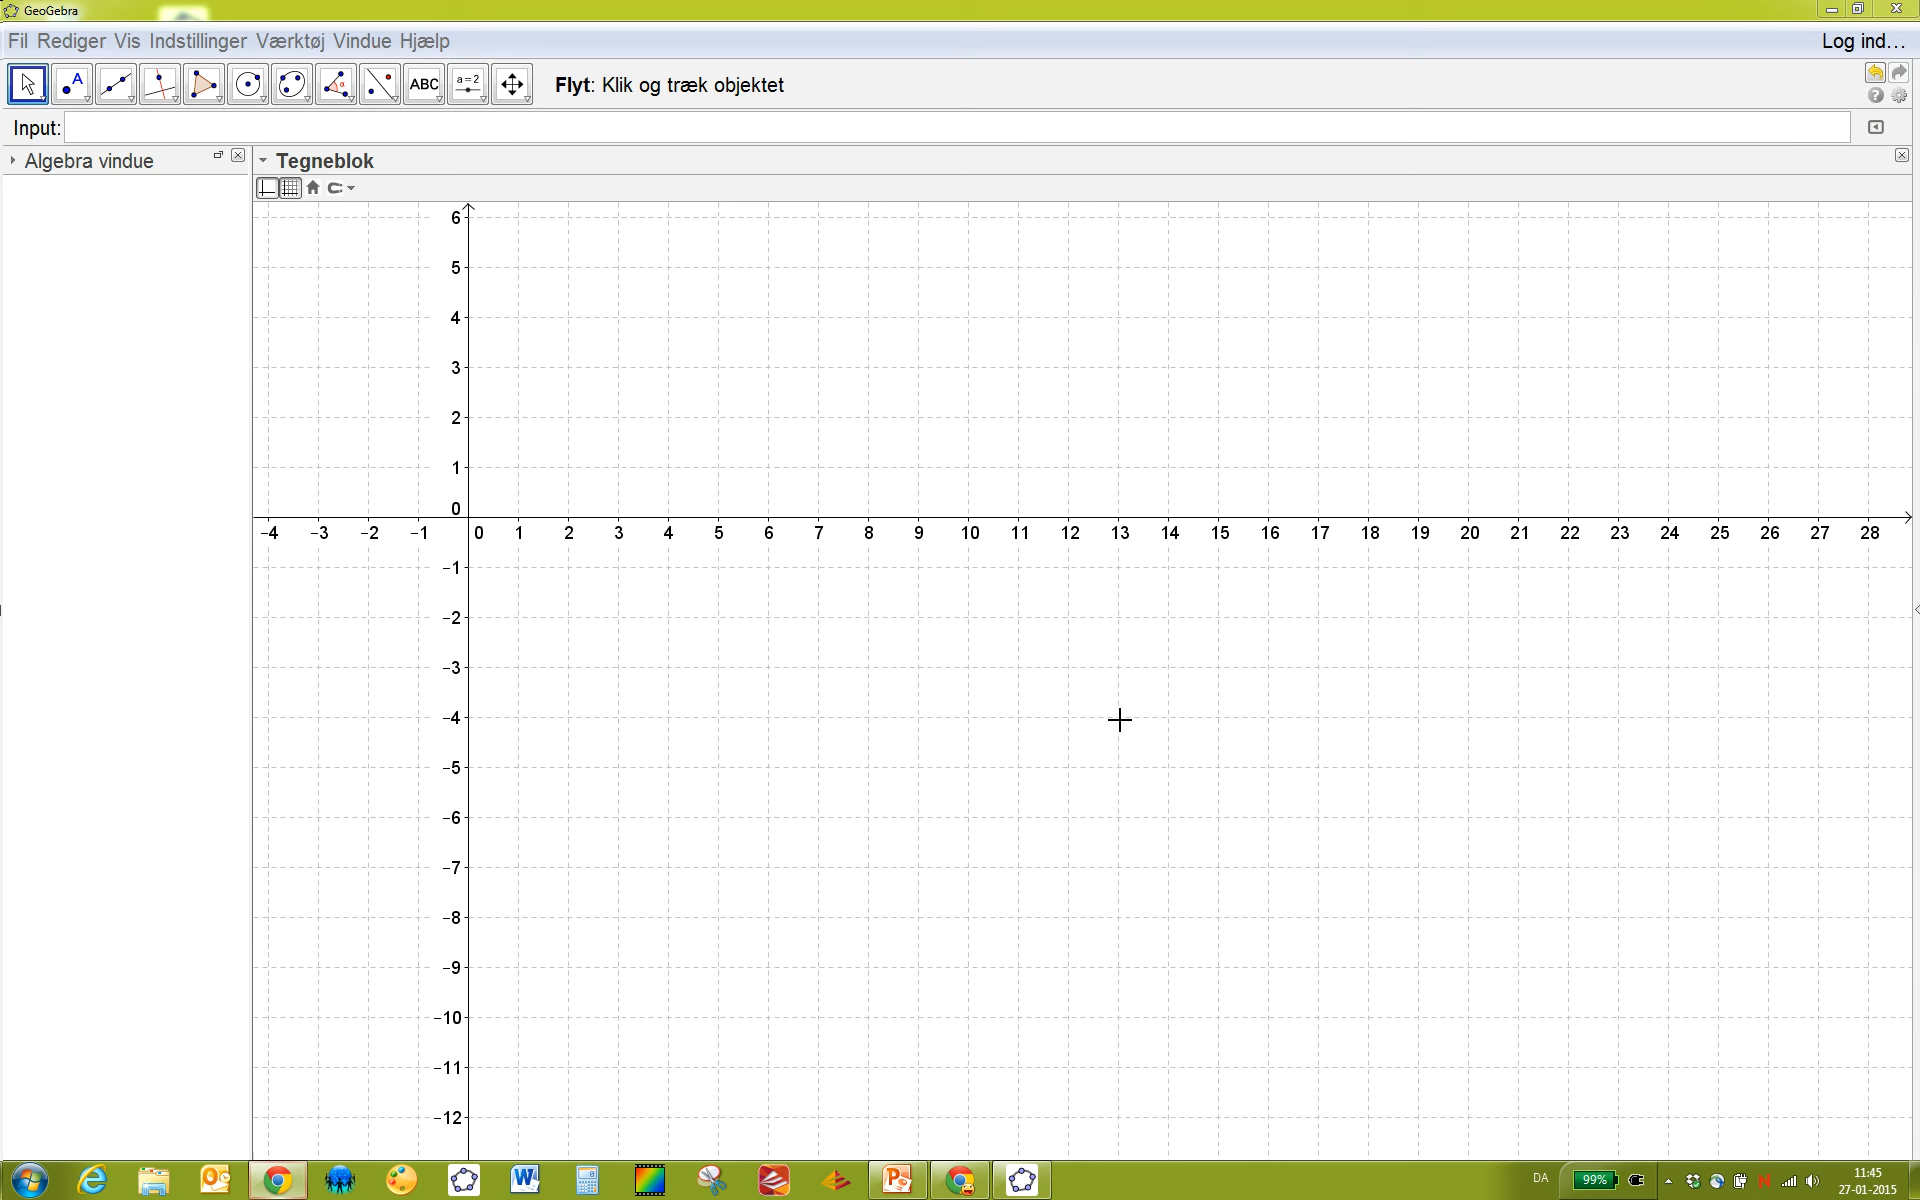 GeoGebra
Fil Rediger Vis Indstillinger Værktøj Vindue Hjælp
Log ind...
A
α
ABC
a=2
Flyt: Klik og træk objektet
?
Input:
Algebra vindue
Tegneblok
6
5
4
3
2
1
0
-4 -3 -2 -1 0 1 2 3 4 5 6 7 8 9 10 11 12 13 14 15 16 17 18 19 20 21 22 23 24 25 26 27 28
-1
-2
-3
-4
-5
-6
-7
-8
-9
-10
-11
-12
DA
99%
11:45
27-01-2015